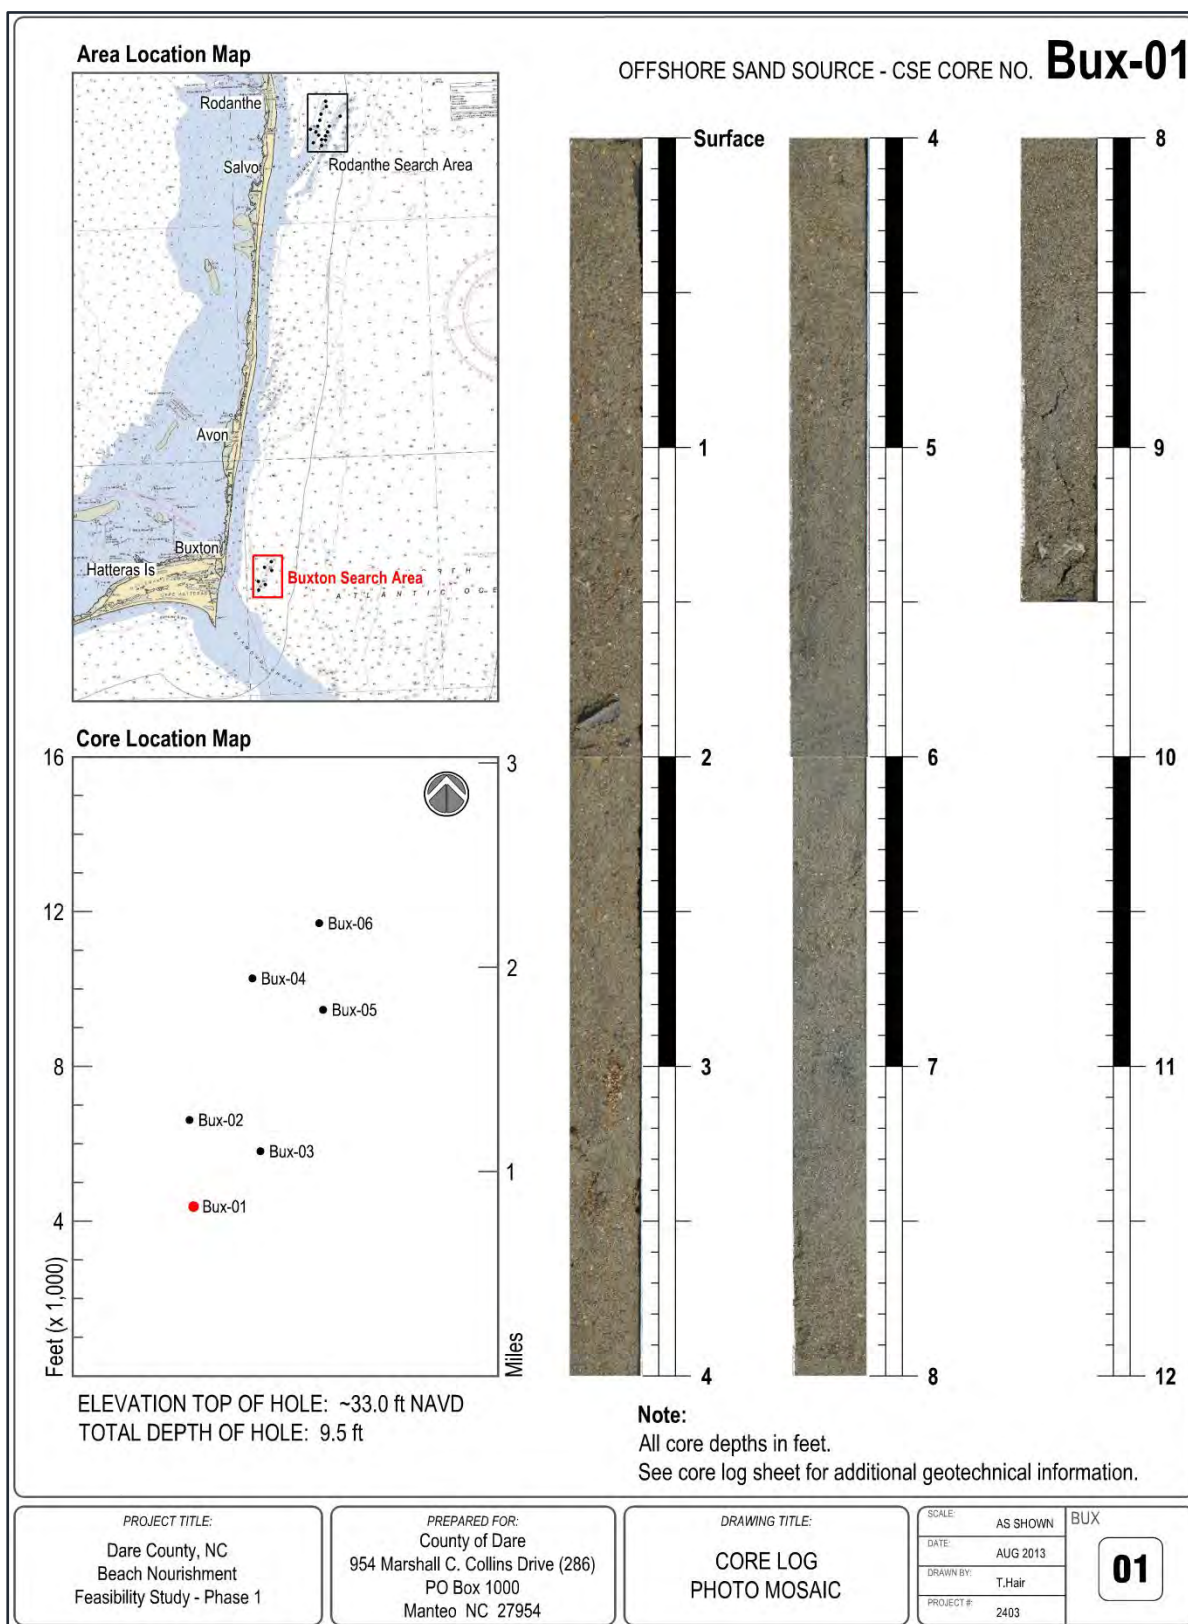 Area Location Map
OFFSHORE SAND SOURCE - CSE CORE NO. Bux-01
Rodanthe
Rodanthe Search Area
Salvo
Avon
Buxton
Hatteras Is
Buxton Search Area
ATLANTIC OCE
Surface
1
2
3
4
4
5
6
7
8
8
9
10
11
12
Core Location Map
16
12
8
4
Feet (x 1,000)
3
2
1
Miles
Bux-06
Bux-04
Bux-05
Bux-02
Bux-03
Bux-01
ELEVATION TOP OF HOLE: ~33.0 ft NAVD
TOTAL DEPTH OF HOLE: 9.5 ft
Note:
All core depths in feet.
See core log sheet for additional geotechnical information.
PROJECT TITLE:
Dare County, NC
Beach Nourishment
Feasibility Study - Phase 1
PREPARED FOR:
County of Dare
954 Marshall C. Collins Drive (286)
PO Box 1000
Manteo NC 27954
DRAWING TITLE:
CORE LOG
PHOTO MOSAIC
SCALE: AS SHOWN
DATE: AUG 2013
DRAWN BY: T.Hair
PROJECT #: 2403
BUX
01